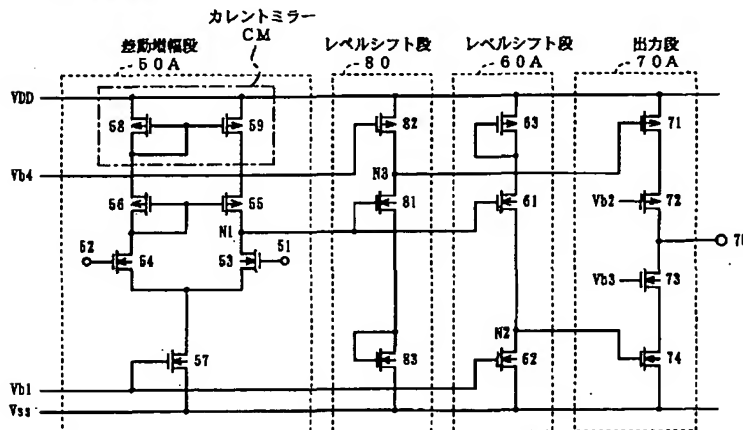 カレントミラー
CM
差動増幅段
50A
レベルシフト段
80
レベルシフト段
60A
出力段
70A
VDD
58
59
82
63
71
Vb4
N3
56
55
81
61
Vb2
72
52
54
N1
51
53
Vb3
73
57
83
N2
62
74
Vb1
Vss